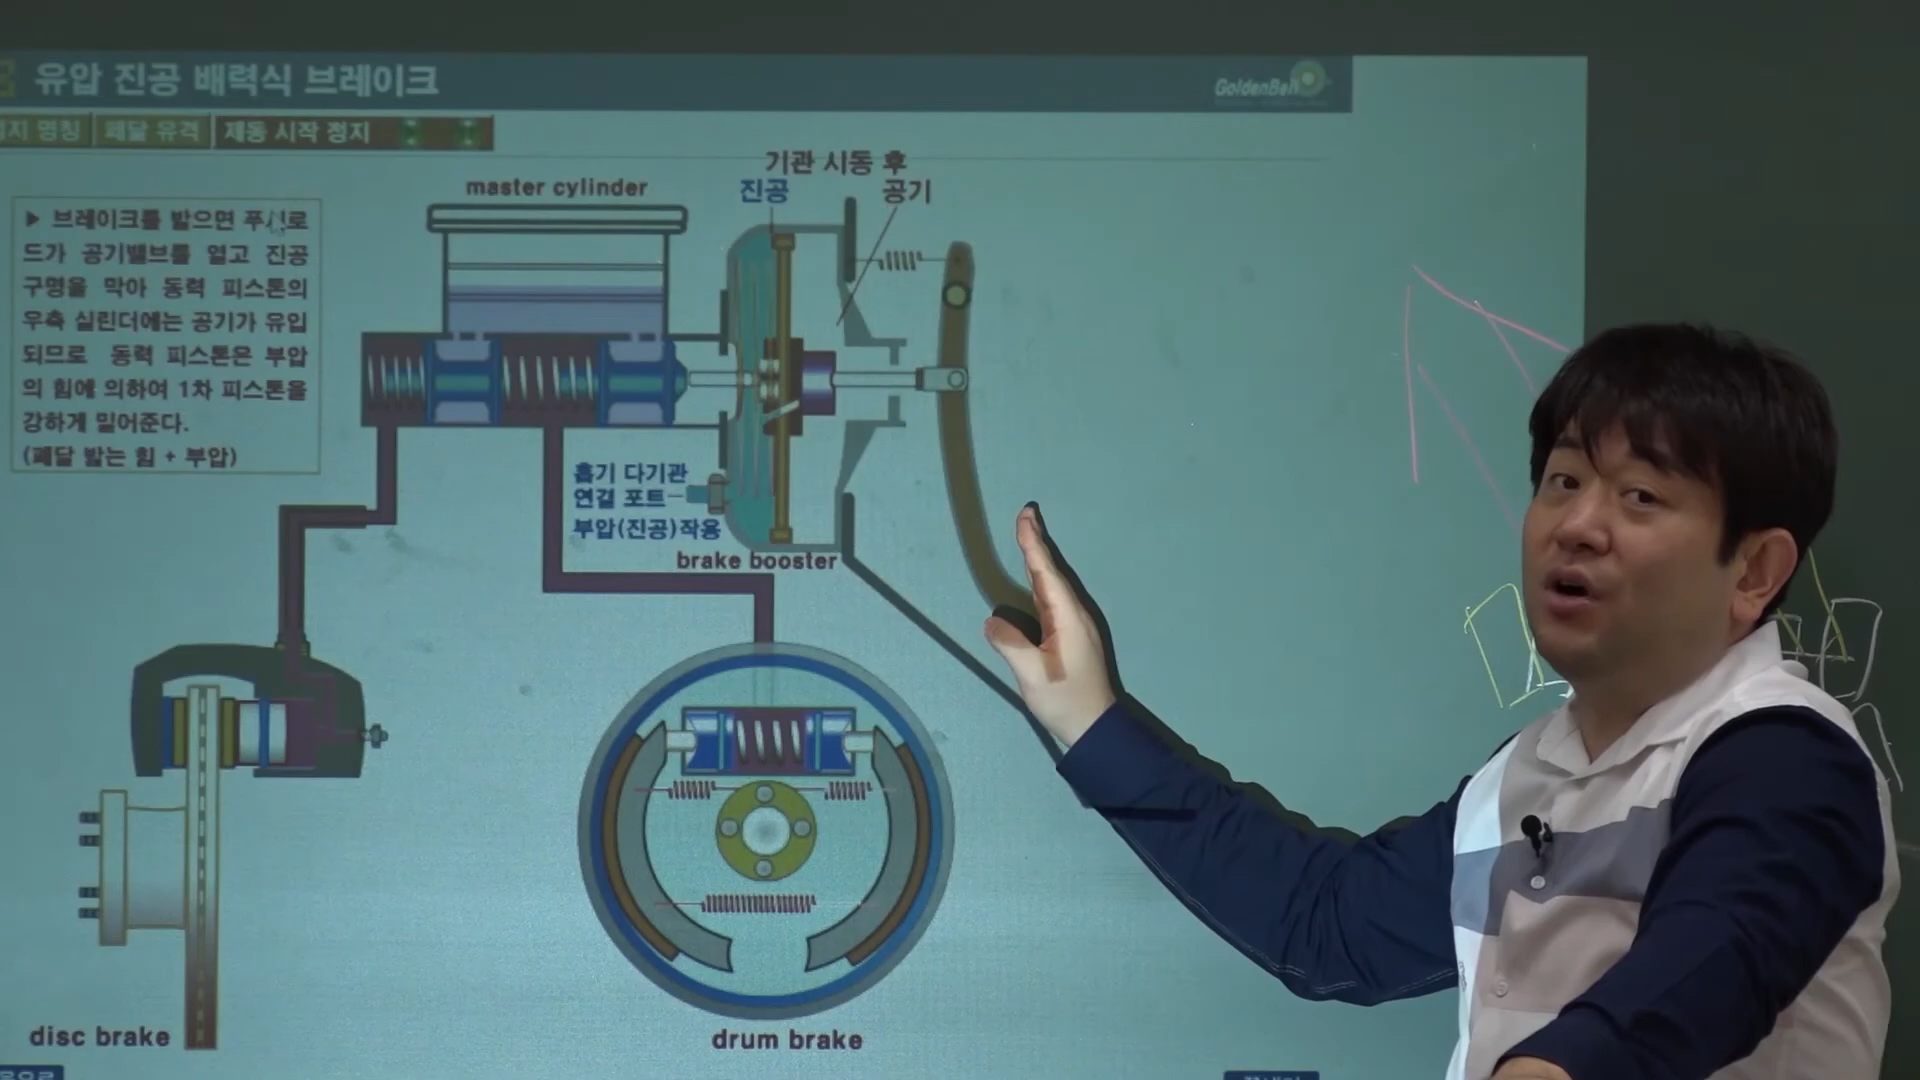 유압 진공 배력식 브레이크
GoldenBell
명칭
페달 유격
제동 시작 정지
기관 시동 후
진공
공기
master cylinder
▶ 브레이크를 밟으면 푸시로
드가 공기밸브를 열고 진공
구멍을 막아 동력 피스톤의
우측 실린더에는 공기가 유입
되므로 동력 피스톤은 부압
의 힘에 의하여 1차 피스톤을
강하게 밀어준다.
(페달 밟는 힘 + 부압)
흡기 다기관
연결 포트
부압(진공)작용
brake booster
disc brake
drum brake